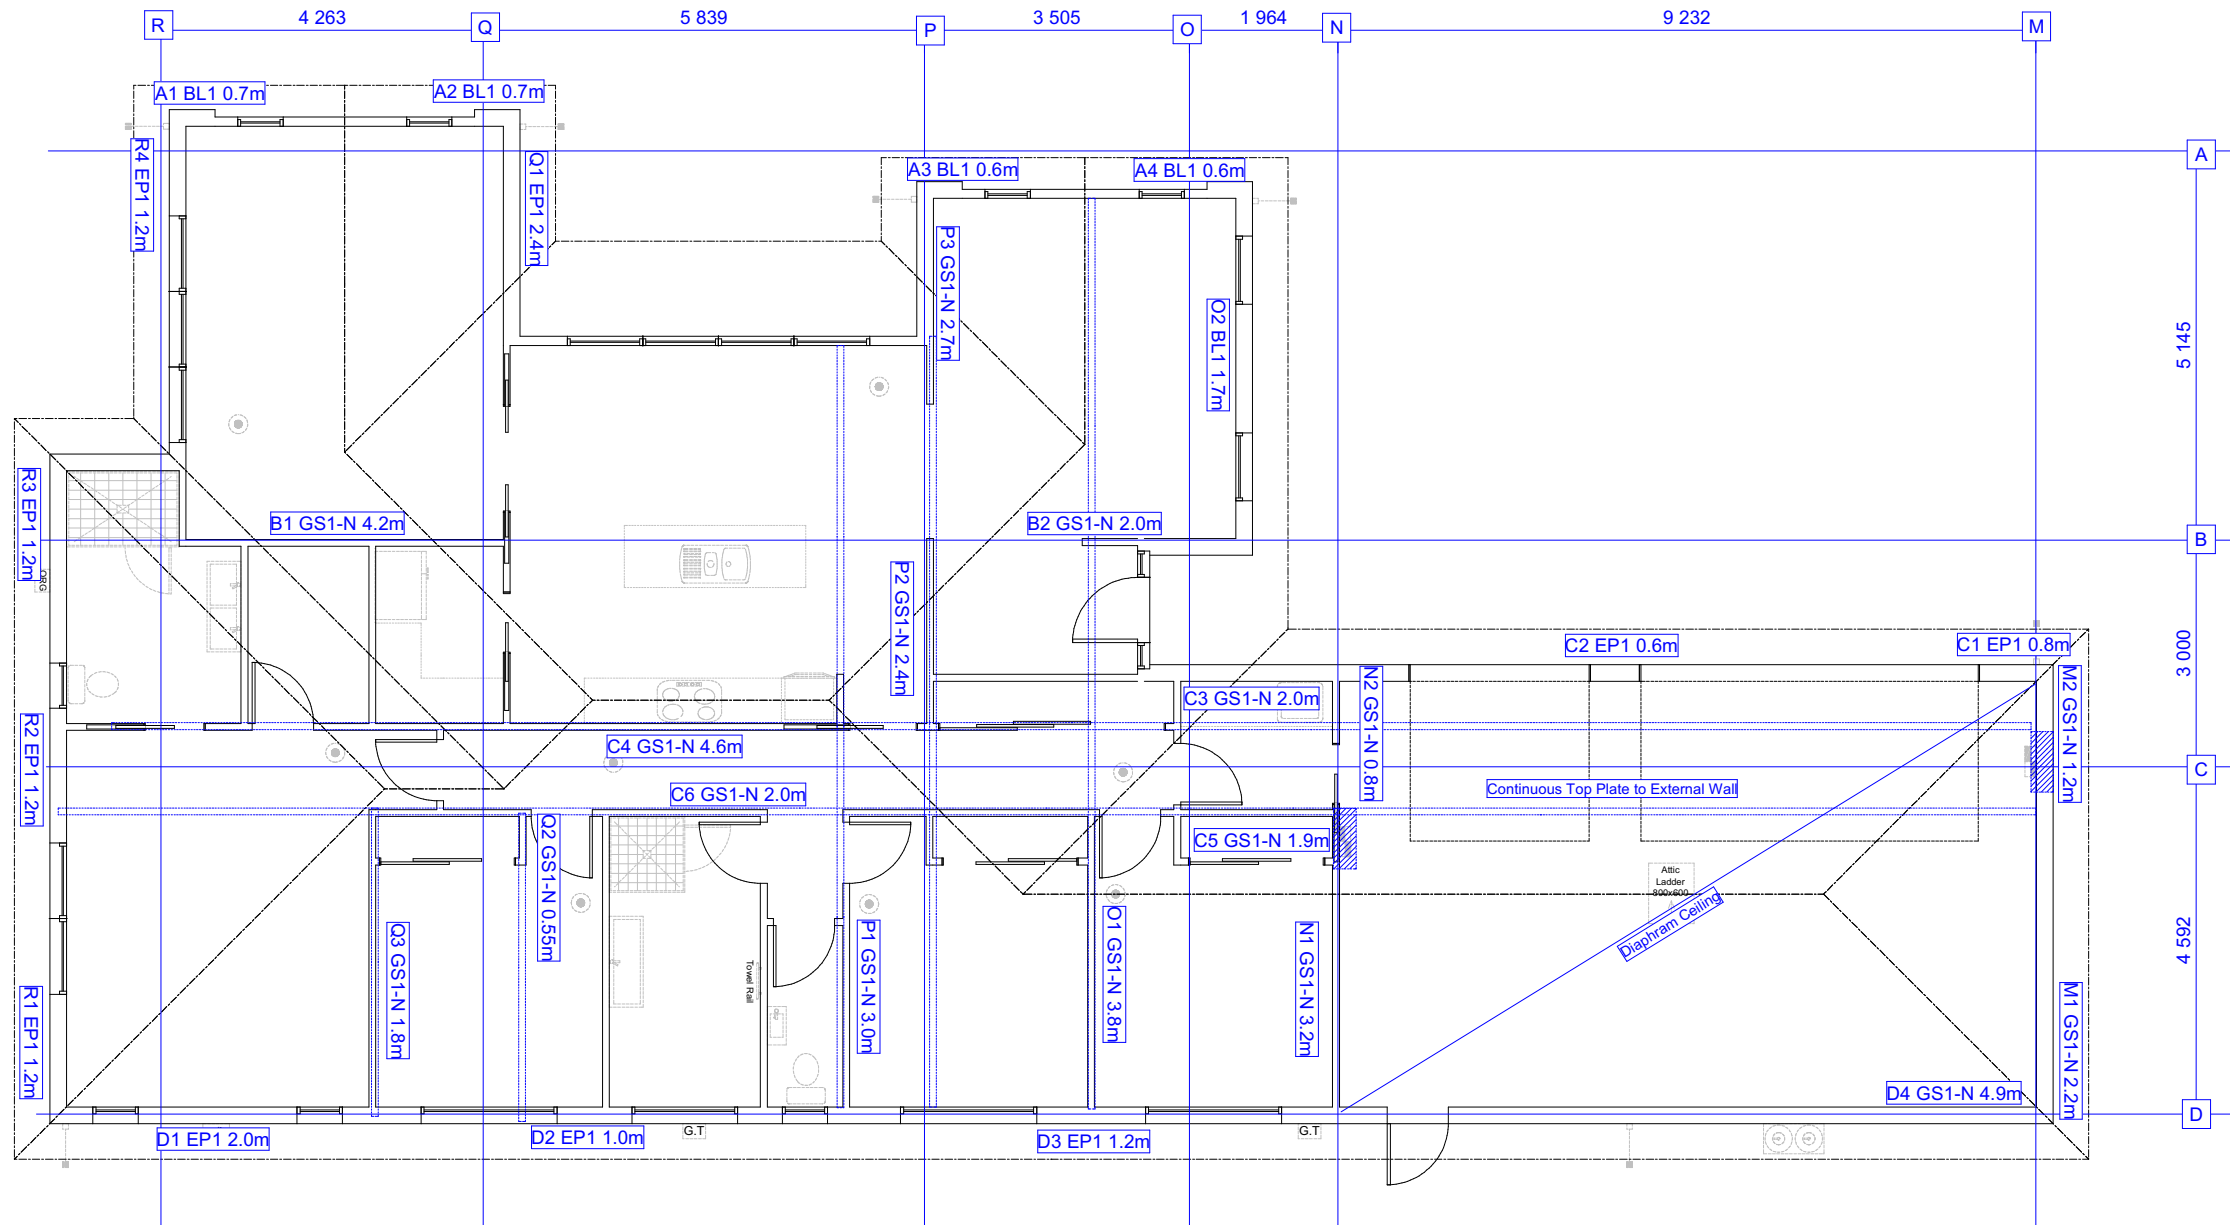 4 263
5 839
3 505
1 964
9 232
R
Q
P
O
N
M
A1 BL1 0.7m
A2 BL1 0.7m
R4 EP1 1.2m
Q1 EP1 2.4m
A3 BL1 0.6m
A4 BL1 0.6m
A
P3 GS1-N 2.7m
O2 BL1 1.7m
5 145
R3 EP1 1.2m
ORG
B1 GS1-N 4.2m
B2 GS1-N 2.0m
B
P2 GS1-N 2.4m
C2 EP1 0.6m
C1 EP1 0.8m
3 000
C3 GS1-N 2.0m
N2 GS1-N 0.8m
M2 GS1-N 1.2m
R2 EP1 1.2m
C4 GS1-N 4.6m
C
C6 GS1-N 2.0m
Continuous Top Plate to External Wall
Q2 GS1-N 0.55m
C5 GS1-N 1.9m
Attic
Ladder
800x600
Diaphram Ceiling
Q3 GS1-N 1.8m
P1 GS1-N 3.0m
O1 GS1-N 3.8m
N1 GS1-N 3.2m
4 592
Towel Rail
R1 EP1 1.2m
M1 GS1-N 2.2m
D4 GS1-N 4.9m
D
D1 EP1 2.0m
D2 EP1 1.0m
G.T
D3 EP1 1.2m
G.T